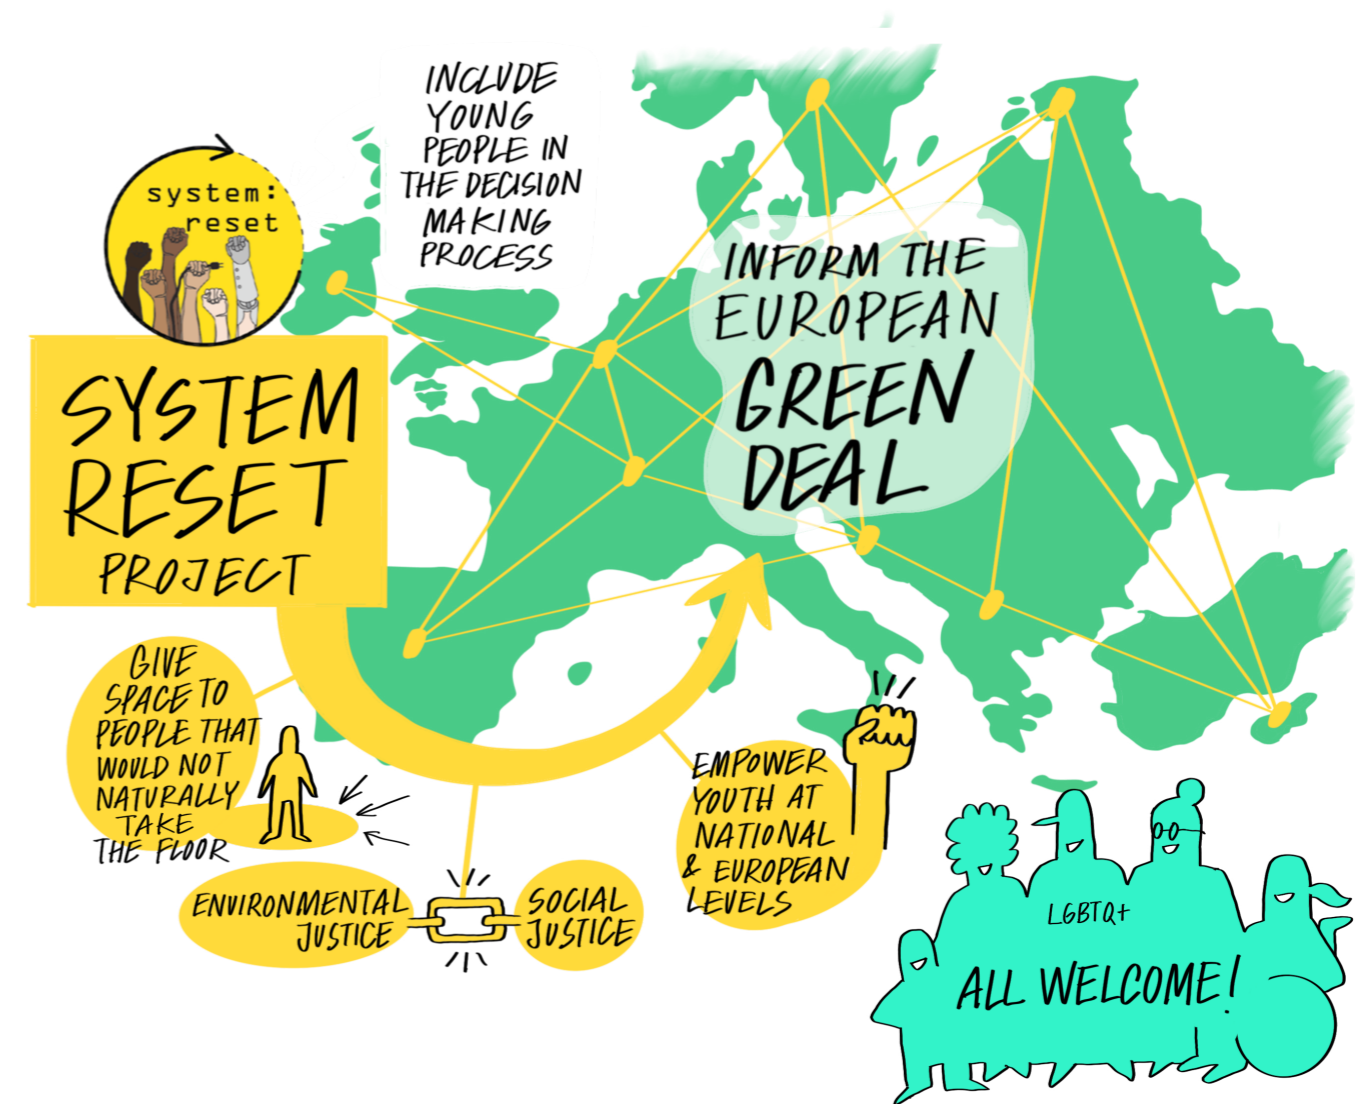 INCLUDE
YOUNG
PEOPLE IN
THE DECISION
MAKING
PROCESS
system:
reset
SYSTEM
RESET
PROJECT
INFORM THE
EUROPEAN
GREEN
DEAL
GIVE
SPACE TO
PEOPLE THAT
WOULD NOT
NATURALLY
TAKE
THE FLOOR
ENVIRONMENTAL
JUSTICE
SOCIAL
JUSTICE
EMPOWER
YOUTH AT
NATIONAL
& EUROPEAN
LEVELS
LGBTQ+
ALL WELCOME!